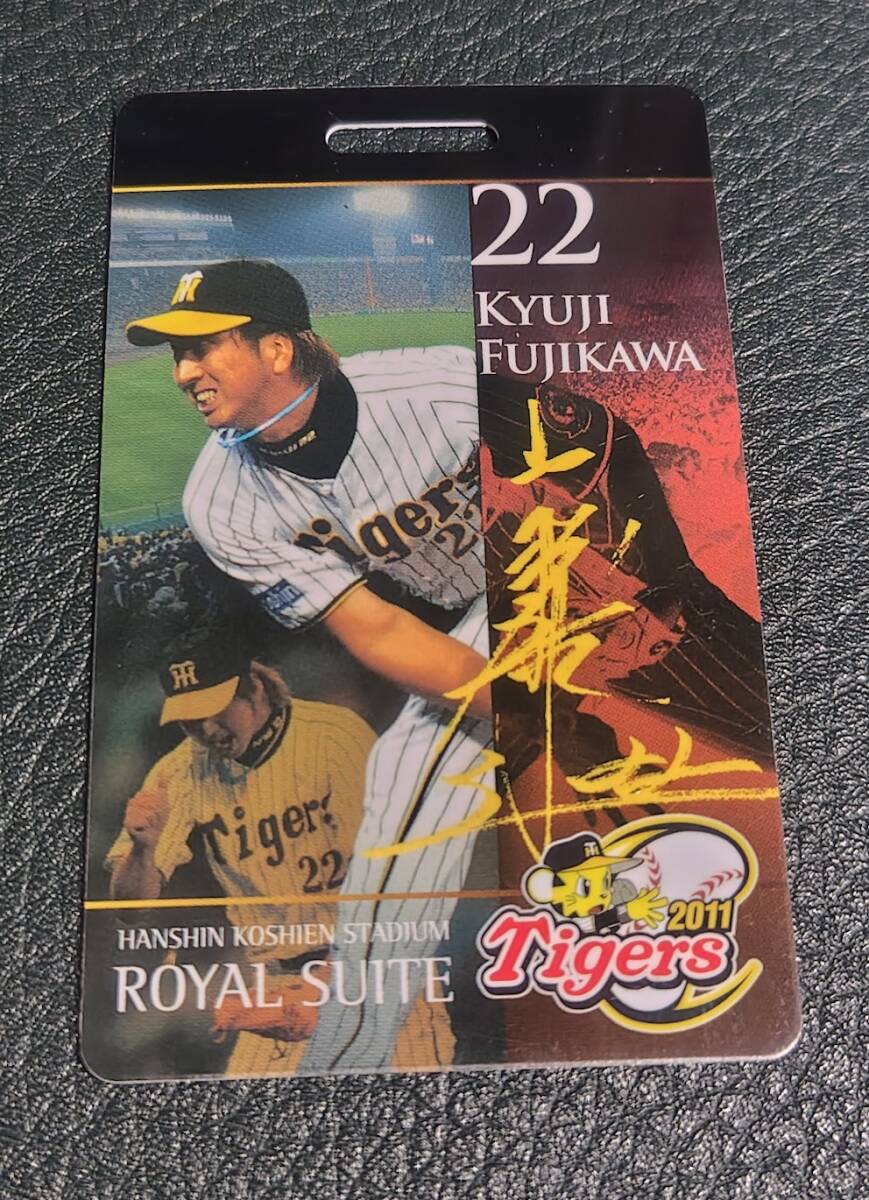 22
KYUJI
FUJIKAWA
Tigers
22
Tigers
22
HANSHIN KOSHIEN STADIUM
ROYAL SUITE
2011
Tigers